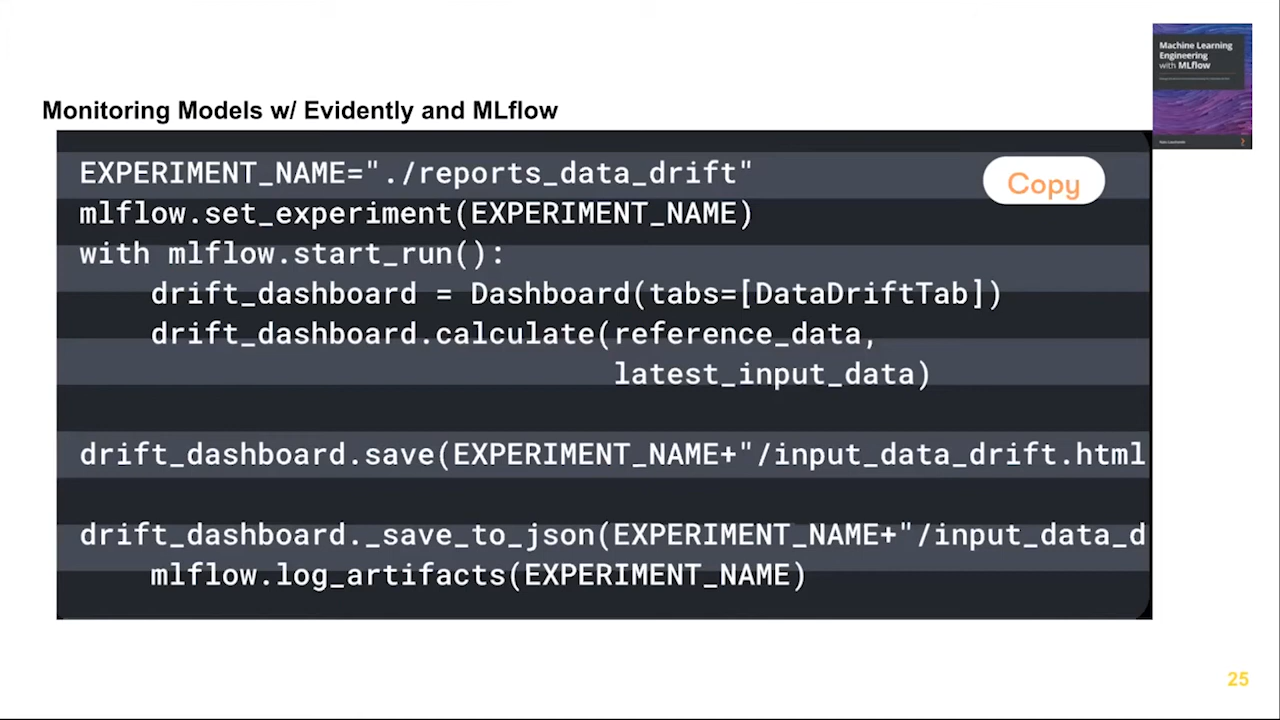 Machine Learning
Engineering
with MLflow
Monitoring Models w/ Evidently and MLflow
EXPERIMENT_NAME="./reports_data_drift"
Copy
mlflow.set_experiment(EXPERIMENT_NAME)
with mlflow.start_run():
    drift_dashboard = Dashboard(tabs=[DataDriftTab])
    drift_dashboard.calculate(reference_data,
                              latest_input_data)
drift_dashboard.save(EXPERIMENT_NAME+"/input_data_drift.html
drift_dashboard._save_to_json(EXPERIMENT_NAME+"/input_data_d
    mlflow.log_artifacts(EXPERIMENT_NAME)
25